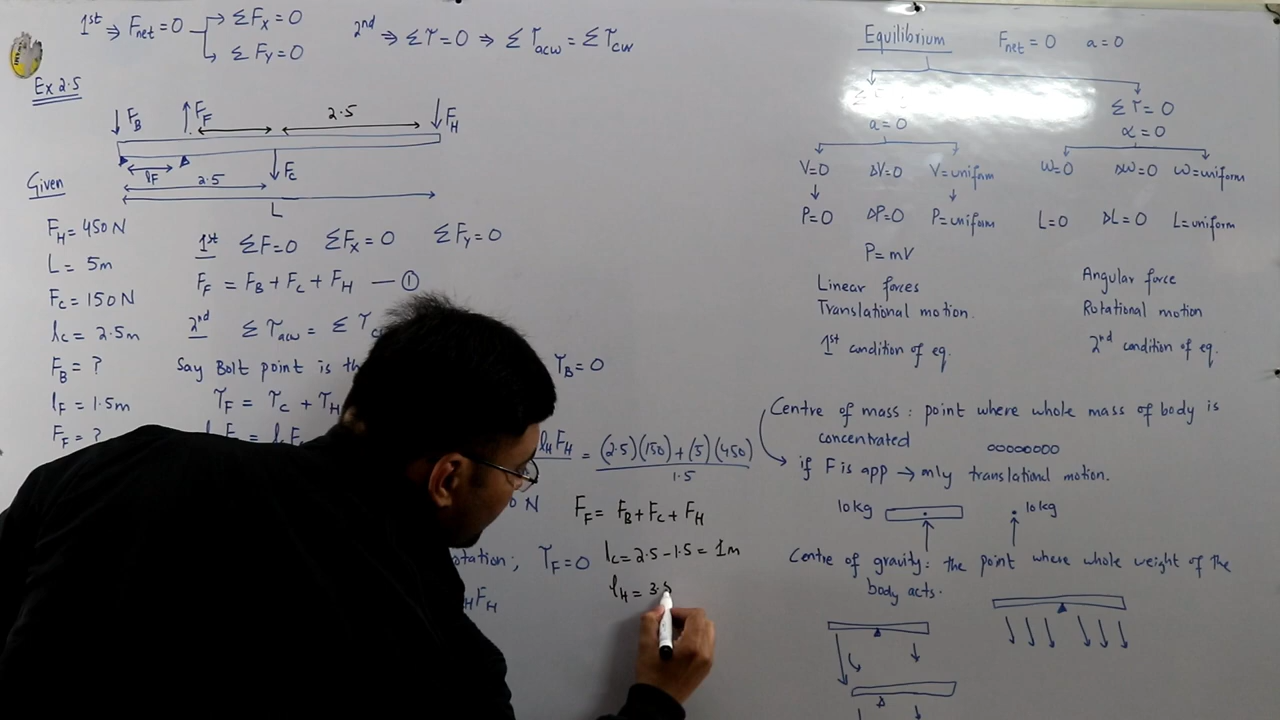 1st ⇒ Fnet = 0 → ΣFx = 0
→ ΣFy = 0
2nd ⇒ Στ = 0 ⇒ Στacw = Στcw
Ex 2.5
FB FF 2.5 FH
lF FC
2.5
L
Given
FH = 450 N
L = 5m
FC = 150 N
lC = 2.5m
FB = ?
lF = 1.5m
FF = ?
1st ΣF = 0 ΣFx = 0 ΣFy = 0
FF = FB + FC + FH — ①
2nd Στacw = Στ
Say Bolt point is τB = 0
τF = τC + τH
lHFH = (2.5)(150) + (5)(450)
1.5
N FF = FB + FC + FH
τF = 0 lC = 2.5 - 1.5 = 1m
FH lH = 3.5
Equilibrium Fnet = 0 a = 0
a = 0 Στ = 0
α = 0
V = 0 ΔV = 0 V = uniform ω = 0 Δω = 0 ω = uniform
P = 0 ΔP = 0 P = uniform L = 0 ΔL = 0 L = uniform
P = mV
Linear forces Angular force
Translational motion. Rotational motion
1st condition of eq. 2nd condition of eq.
Centre of mass : point where whole mass of body is
concentrated
if F is app → only translational motion.
10kg 10kg
Centre of gravity : the point where whole weight of the
body acts.